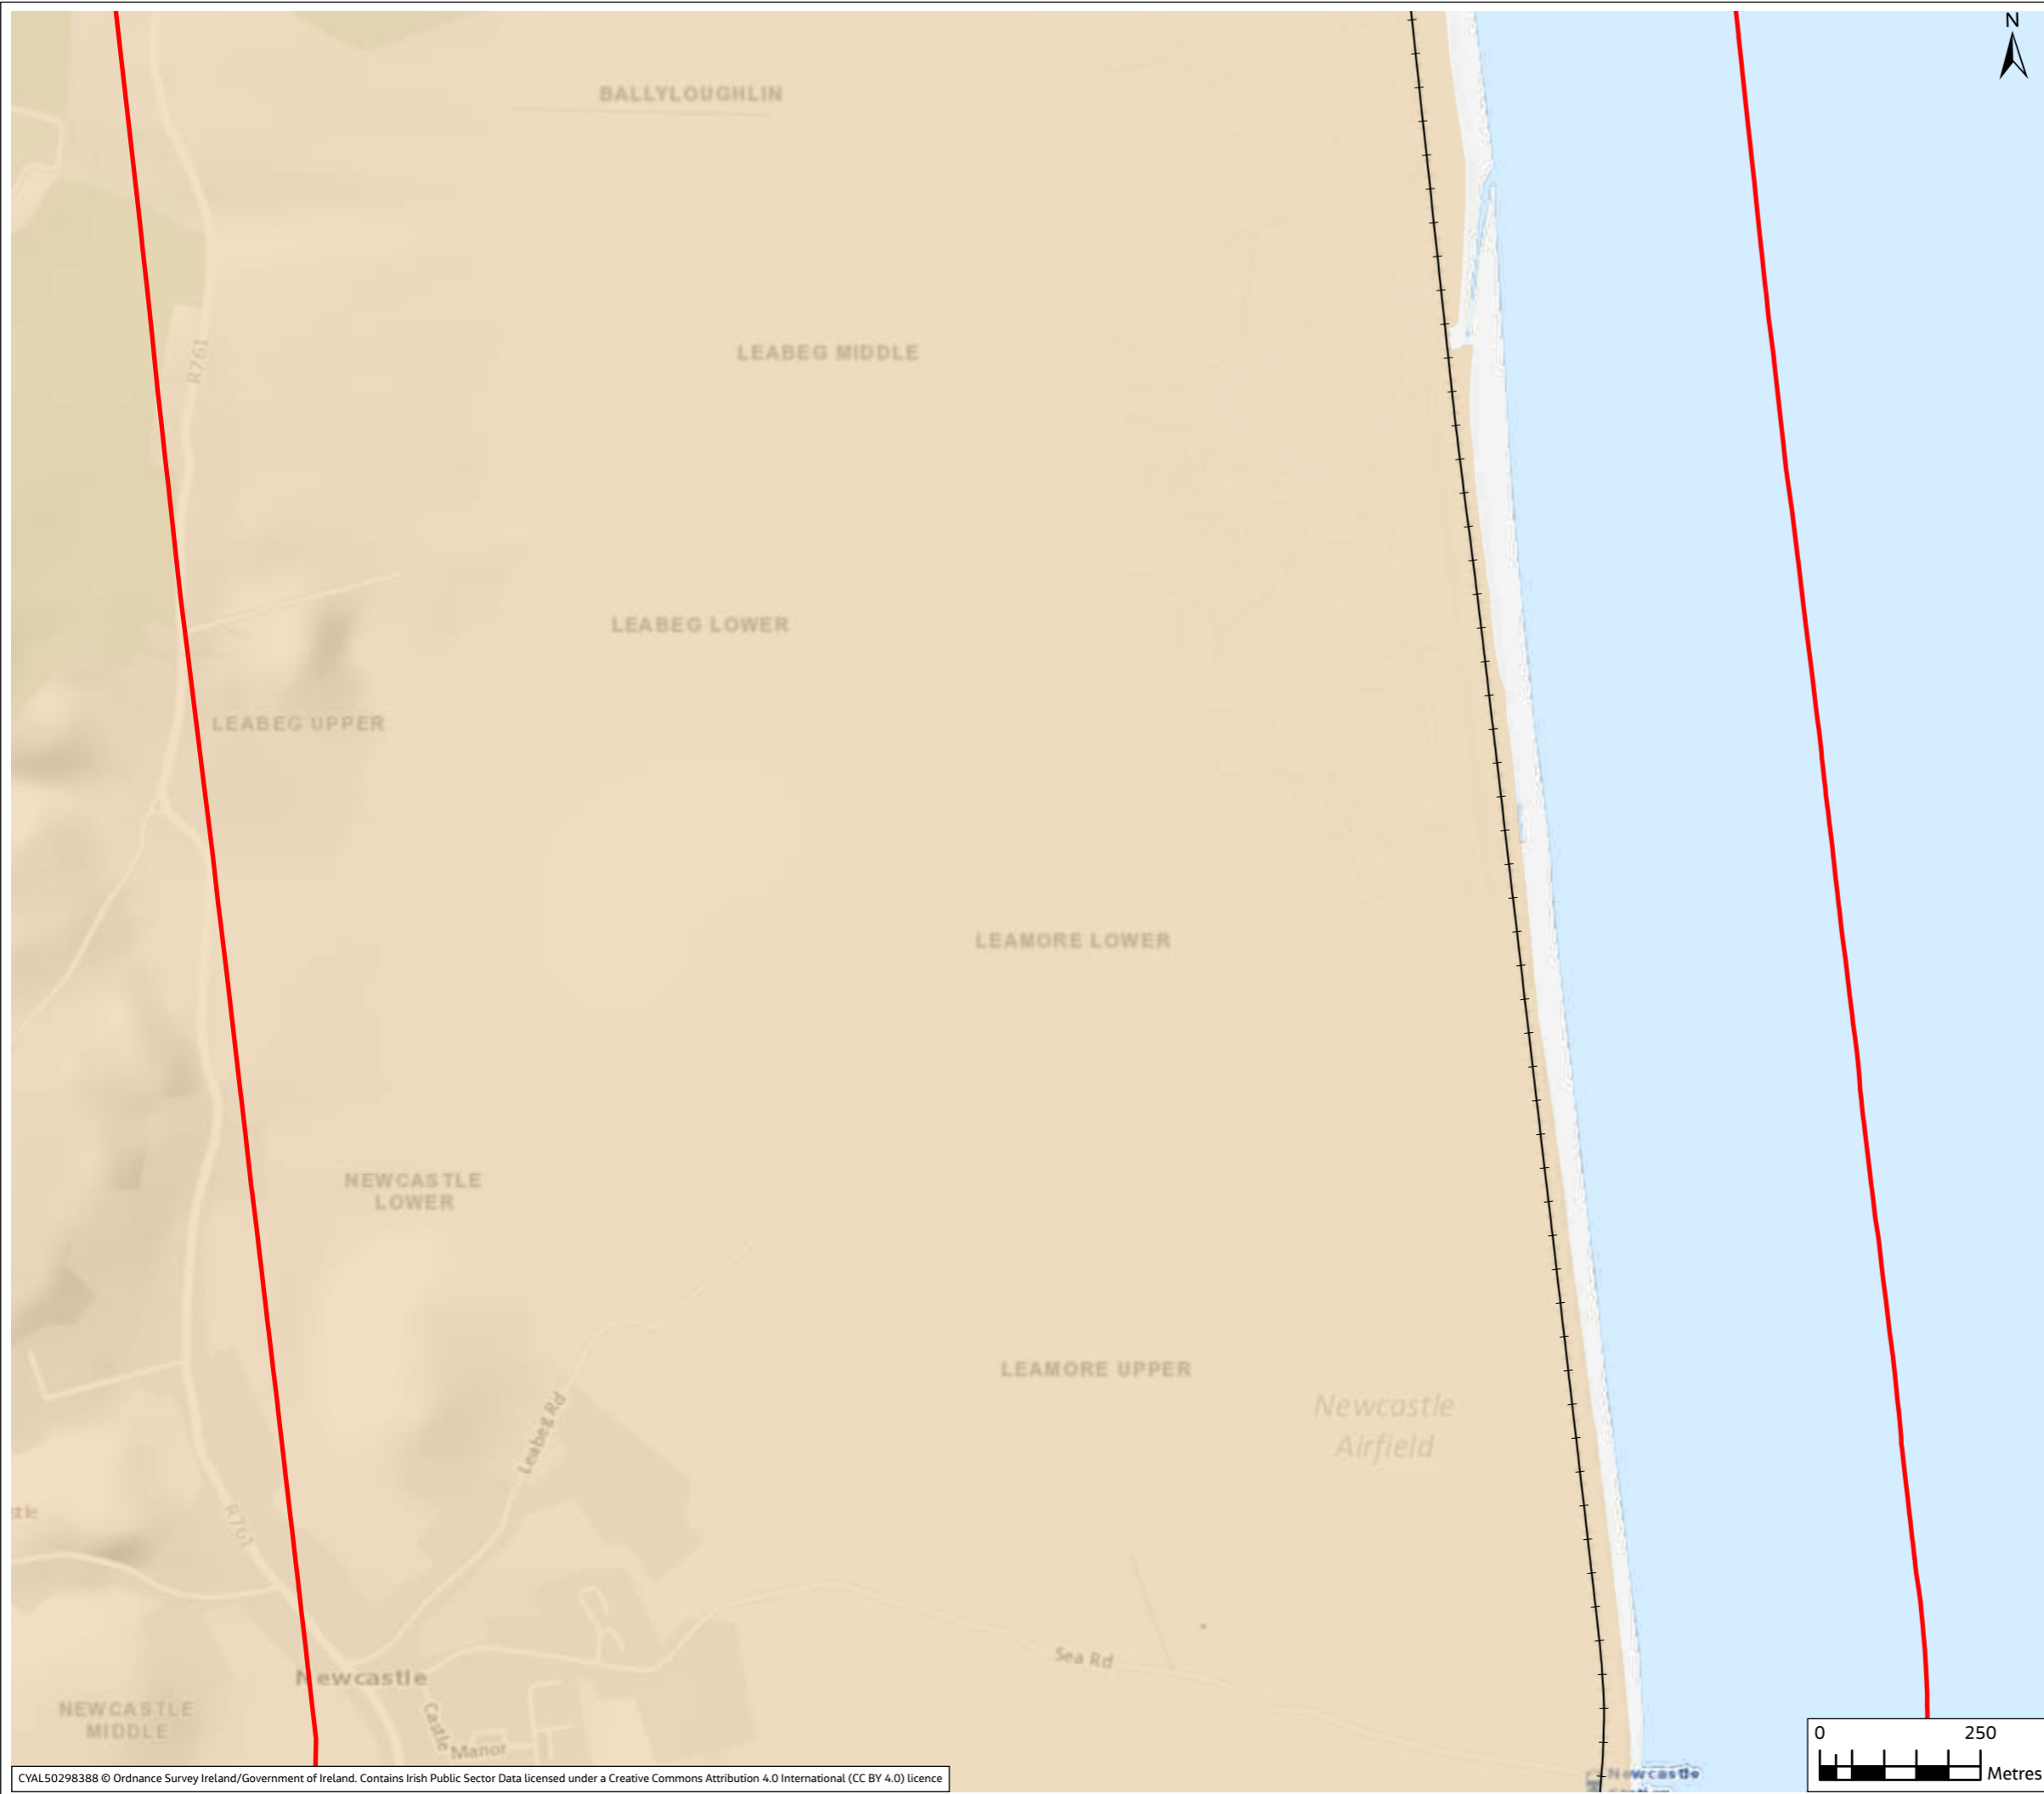 N
BALLYLOUGHLIN
R761
LEABEG MIDDLE
LEABEG LOWER
LEABEG UPPER
LEAMORE LOWER
NEWCASTLE
LOWER
LEAMORE UPPER
Newcastle
Airfield
Leabeg Rd
tle
R761
Sea Rd
Newcastle
NEWCASTLE
MIDDLE
Castle
Manor
0 250
Metres
Newcastle
CYAL50298388 © Ordnance Survey Ireland/Government of Ireland. Contains Irish Public Sector Data licensed under a Creative Commons Attribution 4.0 International (CC BY 4.0) licence